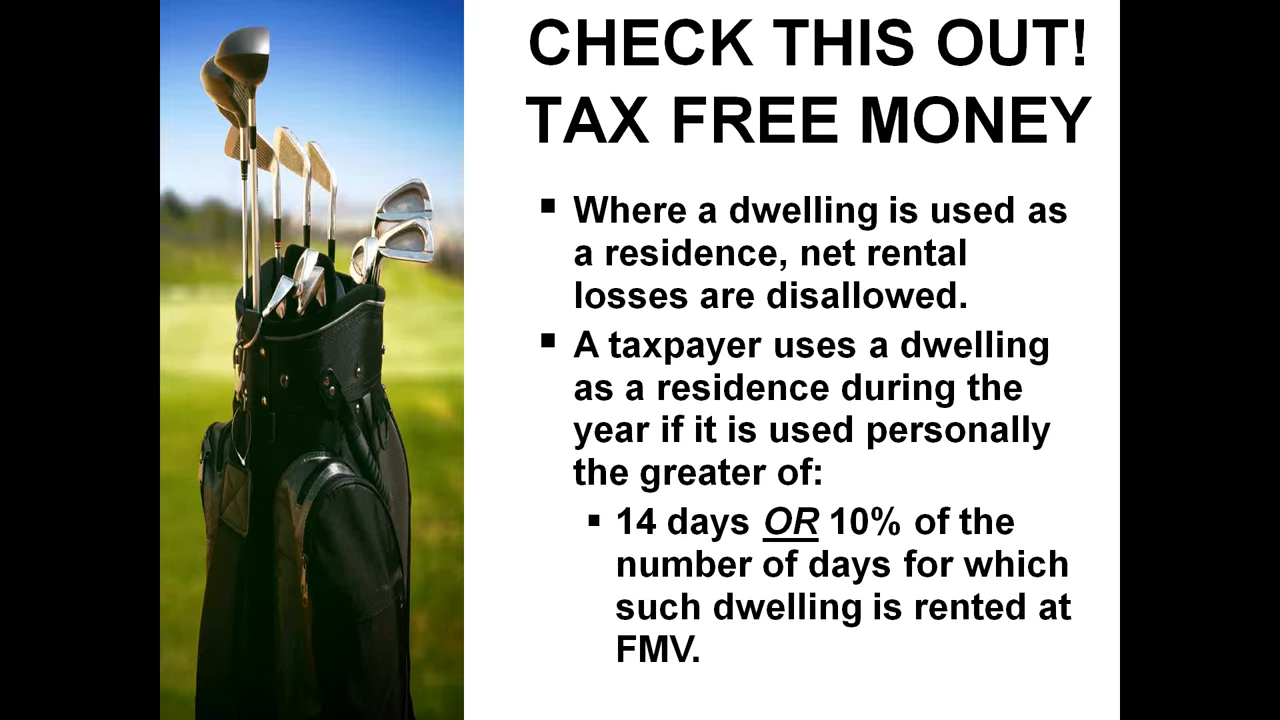 CHECK THIS OUT!
TAX FREE MONEY
▪ Where a dwelling is used as
a residence, net rental
losses are disallowed.
▪ A taxpayer uses a dwelling
as a residence during the
year if it is used personally
the greater of:
▪ 14 days OR 10% of the
number of days for which
such dwelling is rented at
FMV.